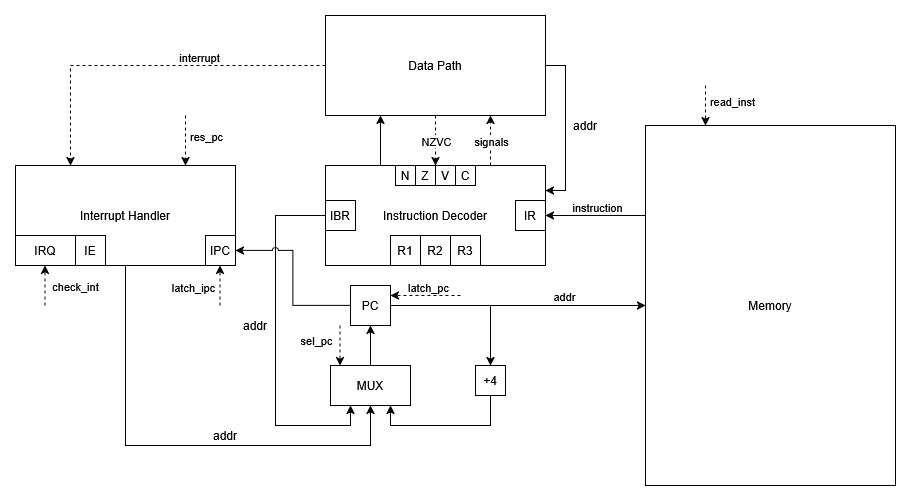 interrupt
Data Path
read_inst
res_pc
NZVC
signals
addr
N Z V C
Interrupt Handler
IBR
Instruction Decoder
IR
instruction
IRQ
IE
IPC
R1 R2 R3
check_int
latch_ipc
latch_pc
addr
PC
addr
Memory
sel_pc
MUX
+4
addr